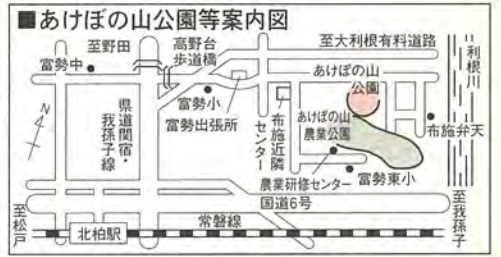 ■あけぼの山公園等案内図
至野田
高野台
歩道橋
至大利根有料道路
利根川
富勢中
あけぼの山
公園
富勢小
富勢出張所
県道関宿・
我孫子線
布施近隣
センター
あけぼの山
農業公園
布施弁天
N
農業研修センター
富勢東小
国道6号
至松戸
常磐線
北柏駅
至我孫子